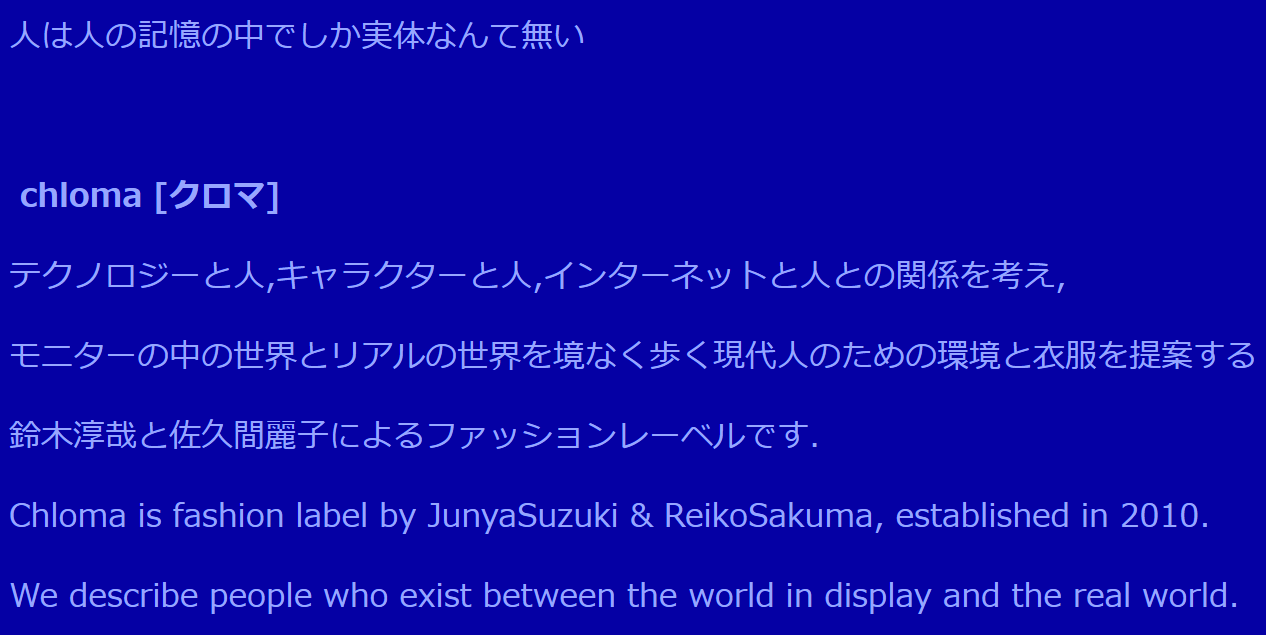 人は人の記憶の中でしか実体なんて無い
chloma [クロマ]
テクノロジーと人,キャラクターと人,インターネットと人との関係を考え,
モニターの中の世界とリアルの世界を境なく歩く現代人のための環境と衣服を提案する
鈴木淳哉と佐久間麗子によるファッションレーベルです.
Chloma is fashion label by JunyaSuzuki & ReikoSakuma, established in 2010.
We describe people who exist between the world in display and the real world.